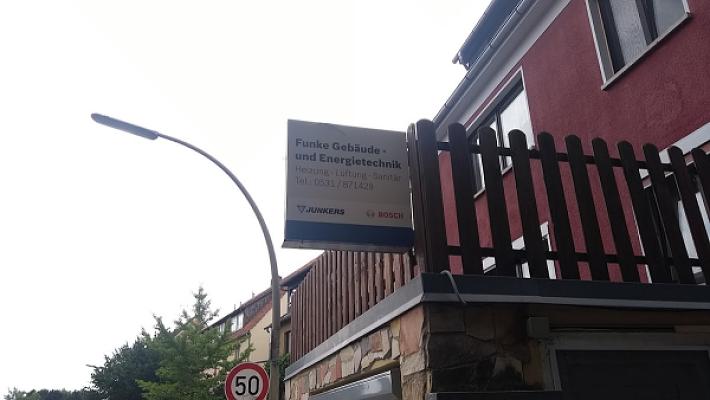 Funke Gebäude -
und Energietechnik
Heizung · Lüftung · Sanitär
Tel.: 0531 / 871429
JUNKERS
BOSCH
50